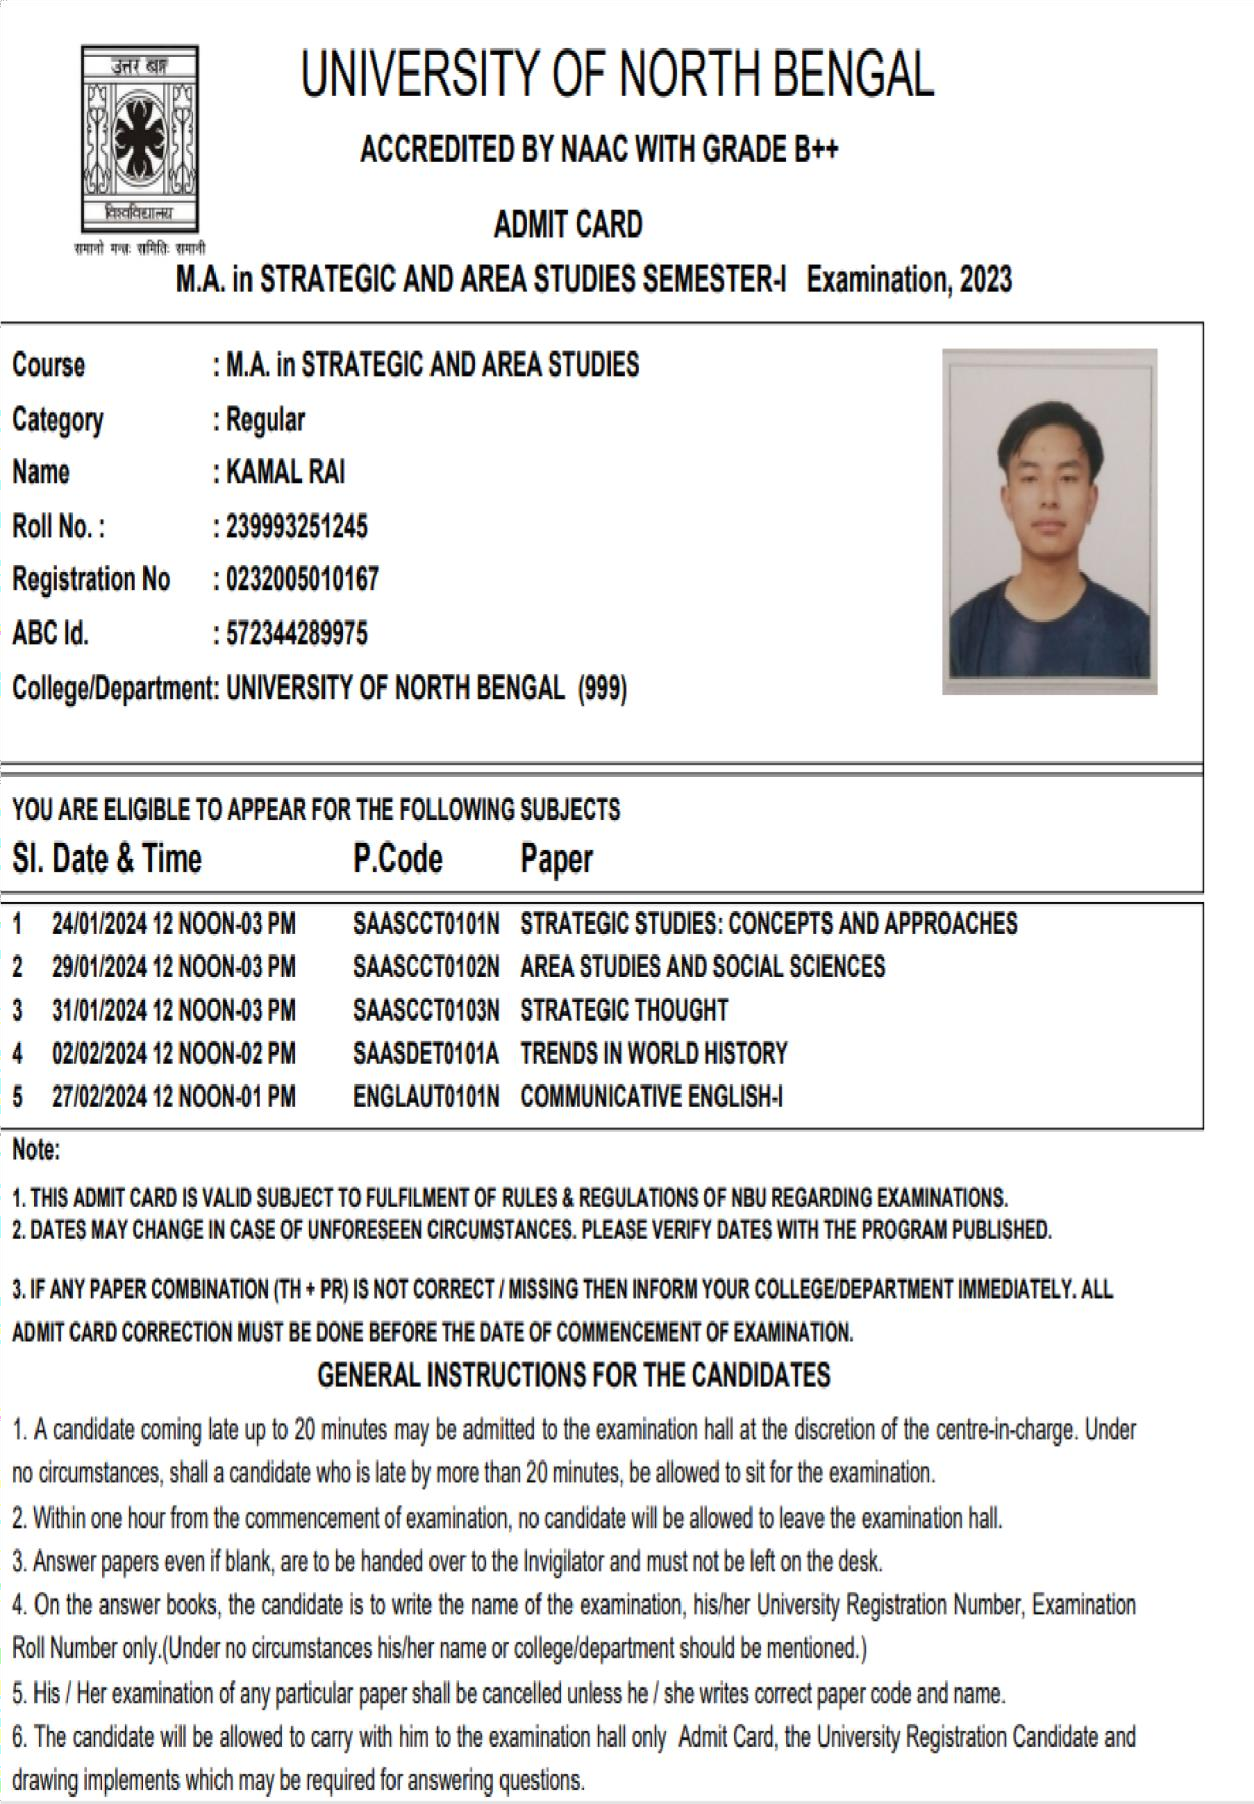 उत्तर बङ्ग
विश्वविद्यालय
समानो मन्त्रः समितिः समानी
UNIVERSITY OF NORTH BENGAL
ACCREDITED BY NAAC WITH GRADE B++
ADMIT CARD
M.A. in STRATEGIC AND AREA STUDIES SEMESTER-I Examination, 2023
Course : M.A. in STRATEGIC AND AREA STUDIES
Category : Regular
Name : KAMAL RAI
Roll No. : : 239993251245
Registration No : 0232005010167
ABC Id. : 572344289975
College/Department: UNIVERSITY OF NORTH BENGAL (999)
YOU ARE ELIGIBLE TO APPEAR FOR THE FOLLOWING SUBJECTS
Sl. Date & Time P.Code Paper
1 24/01/2024 12 NOON-03 PM SAASCCT0101N STRATEGIC STUDIES: CONCEPTS AND APPROACHES
2 29/01/2024 12 NOON-03 PM SAASCCT0102N AREA STUDIES AND SOCIAL SCIENCES
3 31/01/2024 12 NOON-03 PM SAASCCT0103N STRATEGIC THOUGHT
4 02/02/2024 12 NOON-02 PM SAASDET0101A TRENDS IN WORLD HISTORY
5 27/02/2024 12 NOON-01 PM ENGLAUT0101N COMMUNICATIVE ENGLISH-I
Note:
1. THIS ADMIT CARD IS VALID SUBJECT TO FULFILMENT OF RULES & REGULATIONS OF NBU REGARDING EXAMINATIONS.
2. DATES MAY CHANGE IN CASE OF UNFORESEEN CIRCUMSTANCES. PLEASE VERIFY DATES WITH THE PROGRAM PUBLISHED.
3. IF ANY PAPER COMBINATION (TH + PR) IS NOT CORRECT / MISSING THEN INFORM YOUR COLLEGE/DEPARTMENT IMMEDIATELY. ALL
ADMIT CARD CORRECTION MUST BE DONE BEFORE THE DATE OF COMMENCEMENT OF EXAMINATION.
GENERAL INSTRUCTIONS FOR THE CANDIDATES
1. A candidate coming late up to 20 minutes may be admitted to the examination hall at the discretion of the centre-in-charge. Under
no circumstances, shall a candidate who is late by more than 20 minutes, be allowed to sit for the examination.
2. Within one hour from the commencement of examination, no candidate will be allowed to leave the examination hall.
3. Answer papers even if blank, are to be handed over to the Invigilator and must not be left on the desk.
4. On the answer books, the candidate is to write the name of the examination, his/her University Registration Number, Examination
Roll Number only.(Under no circumstances his/her name or college/department should be mentioned.)
5. His / Her examination of any particular paper shall be cancelled unless he / she writes correct paper code and name.
6. The candidate will be allowed to carry with him to the examination hall only Admit Card, the University Registration Candidate and
drawing implements which may be required for answering questions.